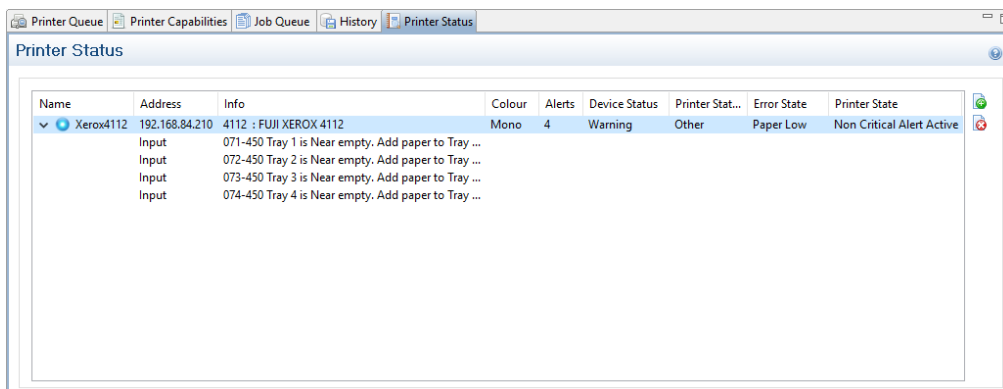 Printer Queue Printer Capabilities Job Queue History Printer Status
Printer Status
Name Address Info Colour Alerts Device Status Printer Stat... Error State Printer State
Xerox4112 192.168.84.210 4112 : FUJI XEROX 4112 Mono 4 Warning Other Paper Low Non Critical Alert Active
Input 071-450 Tray 1 is Near empty. Add paper to Tray ...
Input 072-450 Tray 2 is Near empty. Add paper to Tray ...
Input 073-450 Tray 3 is Near empty. Add paper to Tray ...
Input 074-450 Tray 4 is Near empty. Add paper to Tray ...